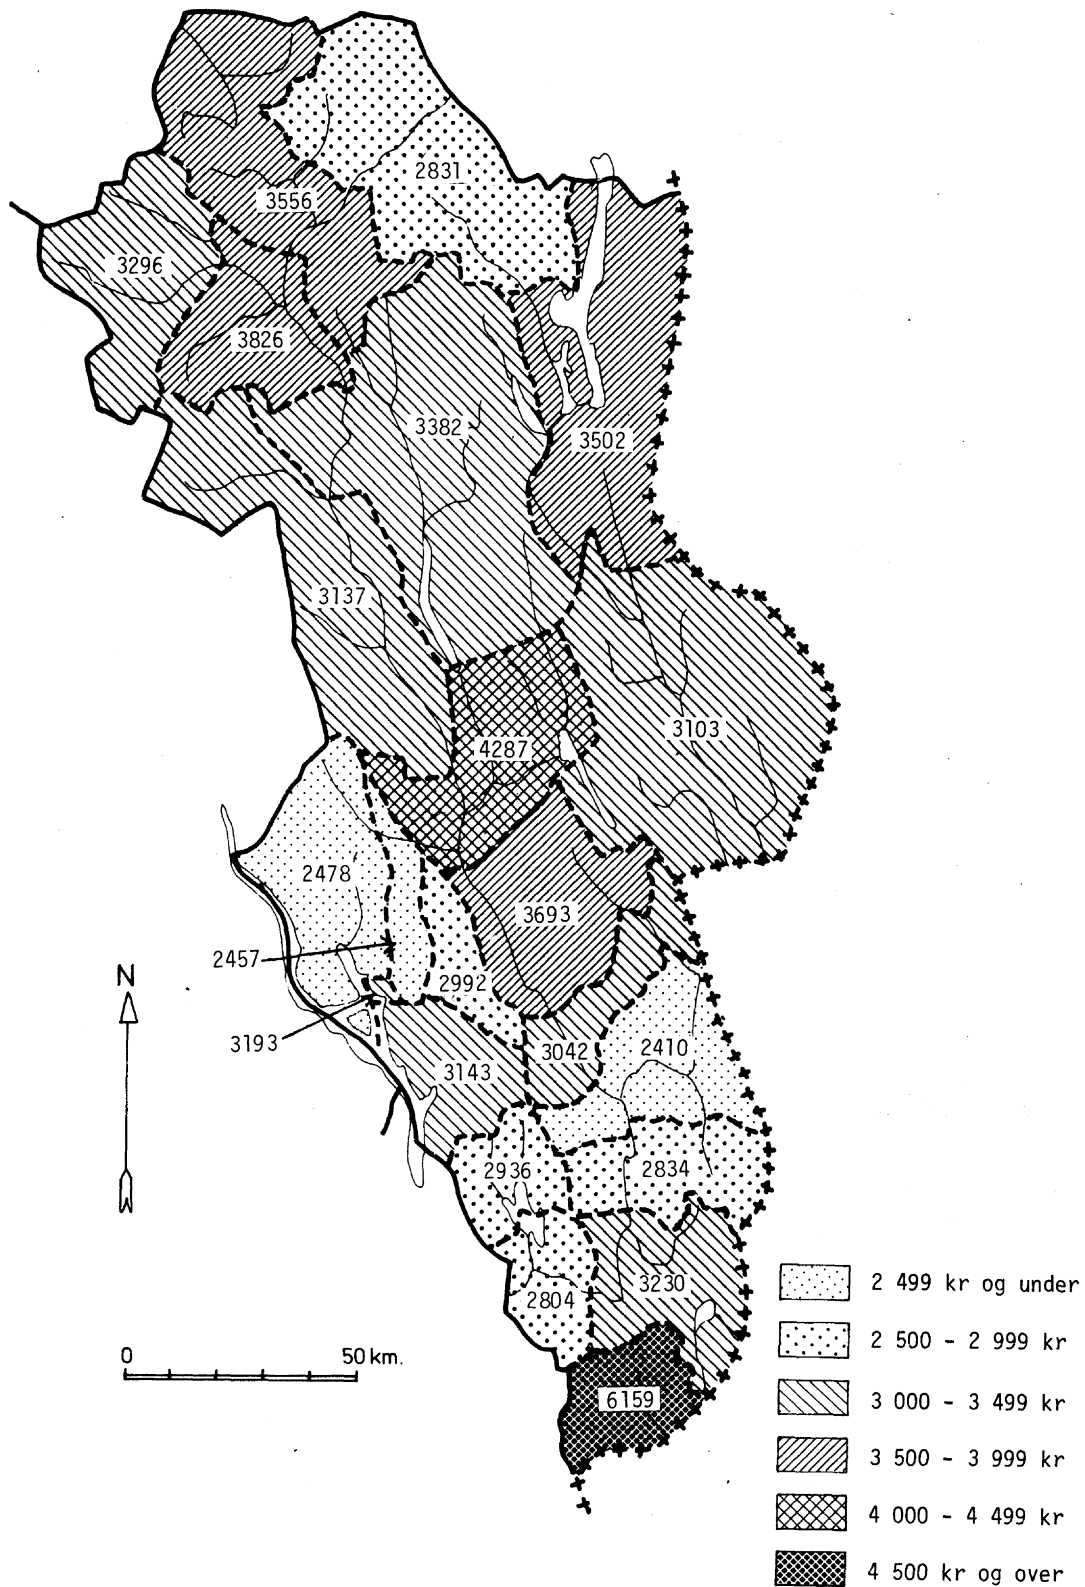 2831
3556
3296
3826
3382
3502
3137
3103
4287
2478
3693
2457
2992
N
3193
3042
2410
3143
2936
2834
3230
2804
6159
0 50 km.
2 499 kr og under
2 500 - 2 999 kr
3 000 - 3 499 kr
3 500 - 3 999 kr
4 000 - 4 499 kr
4 500 kr og over